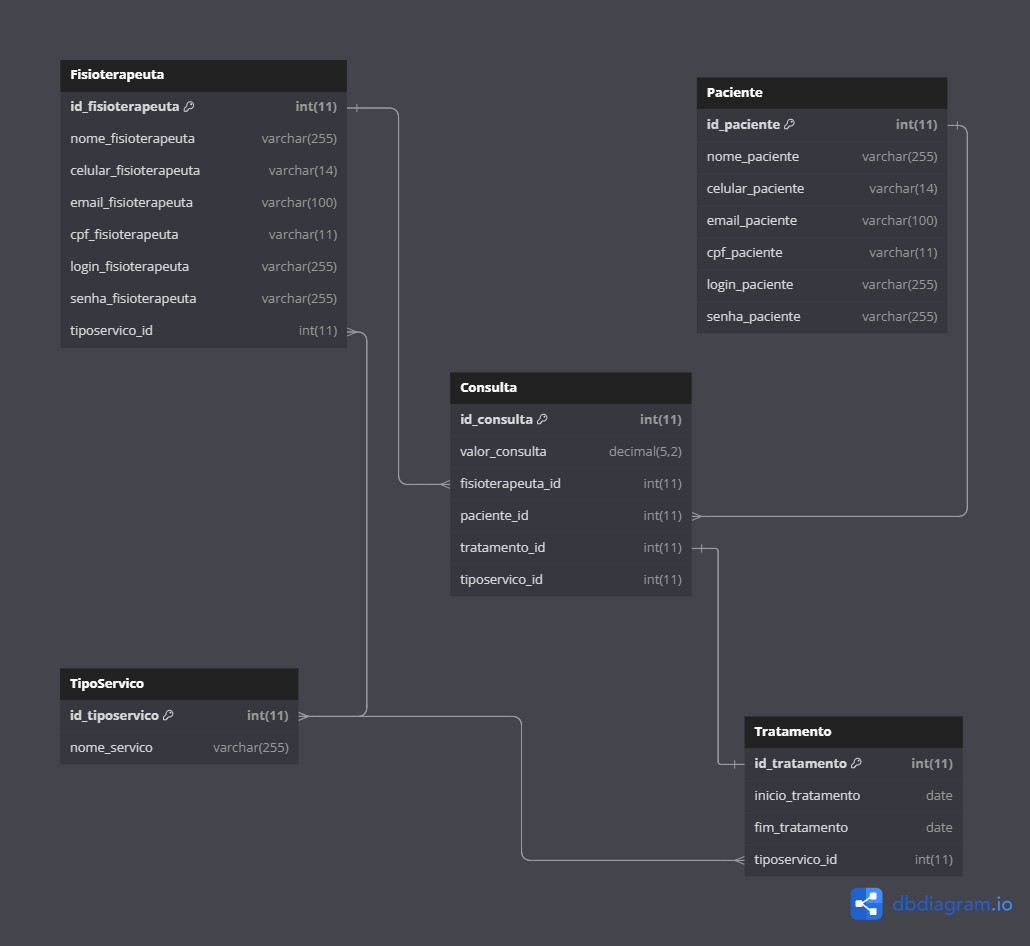 Fisioterapeuta
id_fisioterapeuta int(11)
nome_fisioterapeuta varchar(255)
celular_fisioterapeuta varchar(14)
email_fisioterapeuta varchar(100)
cpf_fisioterapeuta varchar(11)
login_fisioterapeuta varchar(255)
senha_fisioterapeuta varchar(255)
tiposervico_id int(11)
Paciente
id_paciente int(11)
nome_paciente varchar(255)
celular_paciente varchar(14)
email_paciente varchar(100)
cpf_paciente varchar(11)
login_paciente varchar(255)
senha_paciente varchar(255)
Consulta
id_consulta int(11)
valor_consulta decimal(5,2)
fisioterapeuta_id int(11)
paciente_id int(11)
tratamento_id int(11)
tiposervico_id int(11)
TipoServico
id_tiposervico int(11)
nome_servico varchar(255)
Tratamento
id_tratamento int(11)
inicio_tratamento date
fim_tratamento date
tiposervico_id int(11)
dbdiagram.io